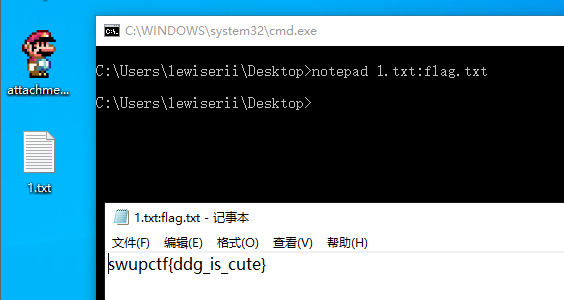 C:\WINDOWS\system32\cmd.exe
C:\Users\lewiserii\Desktop>notepad 1.txt:flag.txt
C:\Users\lewiserii\Desktop>
attachme...
1.txt
1.txt:flag.txt - 记事本
文件(F) 编辑(E) 格式(O) 查看(V) 帮助(H)
swupctf{ddg_is_cute}